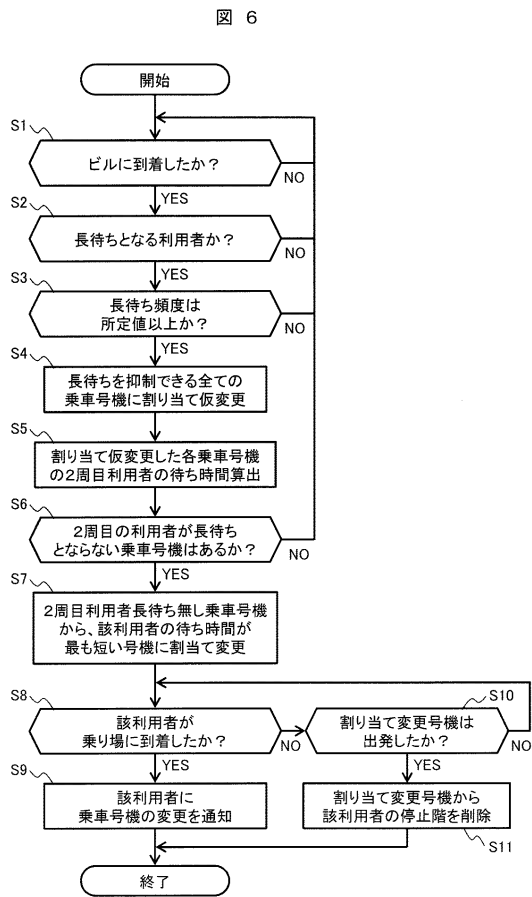 図 6
開始
S1
ビルに到着したか？
NO
YES
S2
長待ちとなる利用者か？
NO
YES
S3
長待ち頻度は
所定値以上か？
NO
YES
S4
長待ちを抑制できる全ての
乗車号機に割り当て仮変更
S5
割り当て仮変更した各乗車号機
の2周目利用者の待ち時間算出
S6
2周目の利用者が長待ち
とならない乗車号機はあるか？
NO
YES
S7
2周目利用者長待ち無し乗車号機
から、該利用者の待ち時間が
最も短い号機に割当て変更
S8
該利用者が
乗り場に到着したか？
NO
YES
S10
割り当て変更号機は
出発したか？
NO
YES
S9
該利用者に
乗車号機の変更を通知
割り当て変更号機から
該利用者の停止階を削除
S11
終了